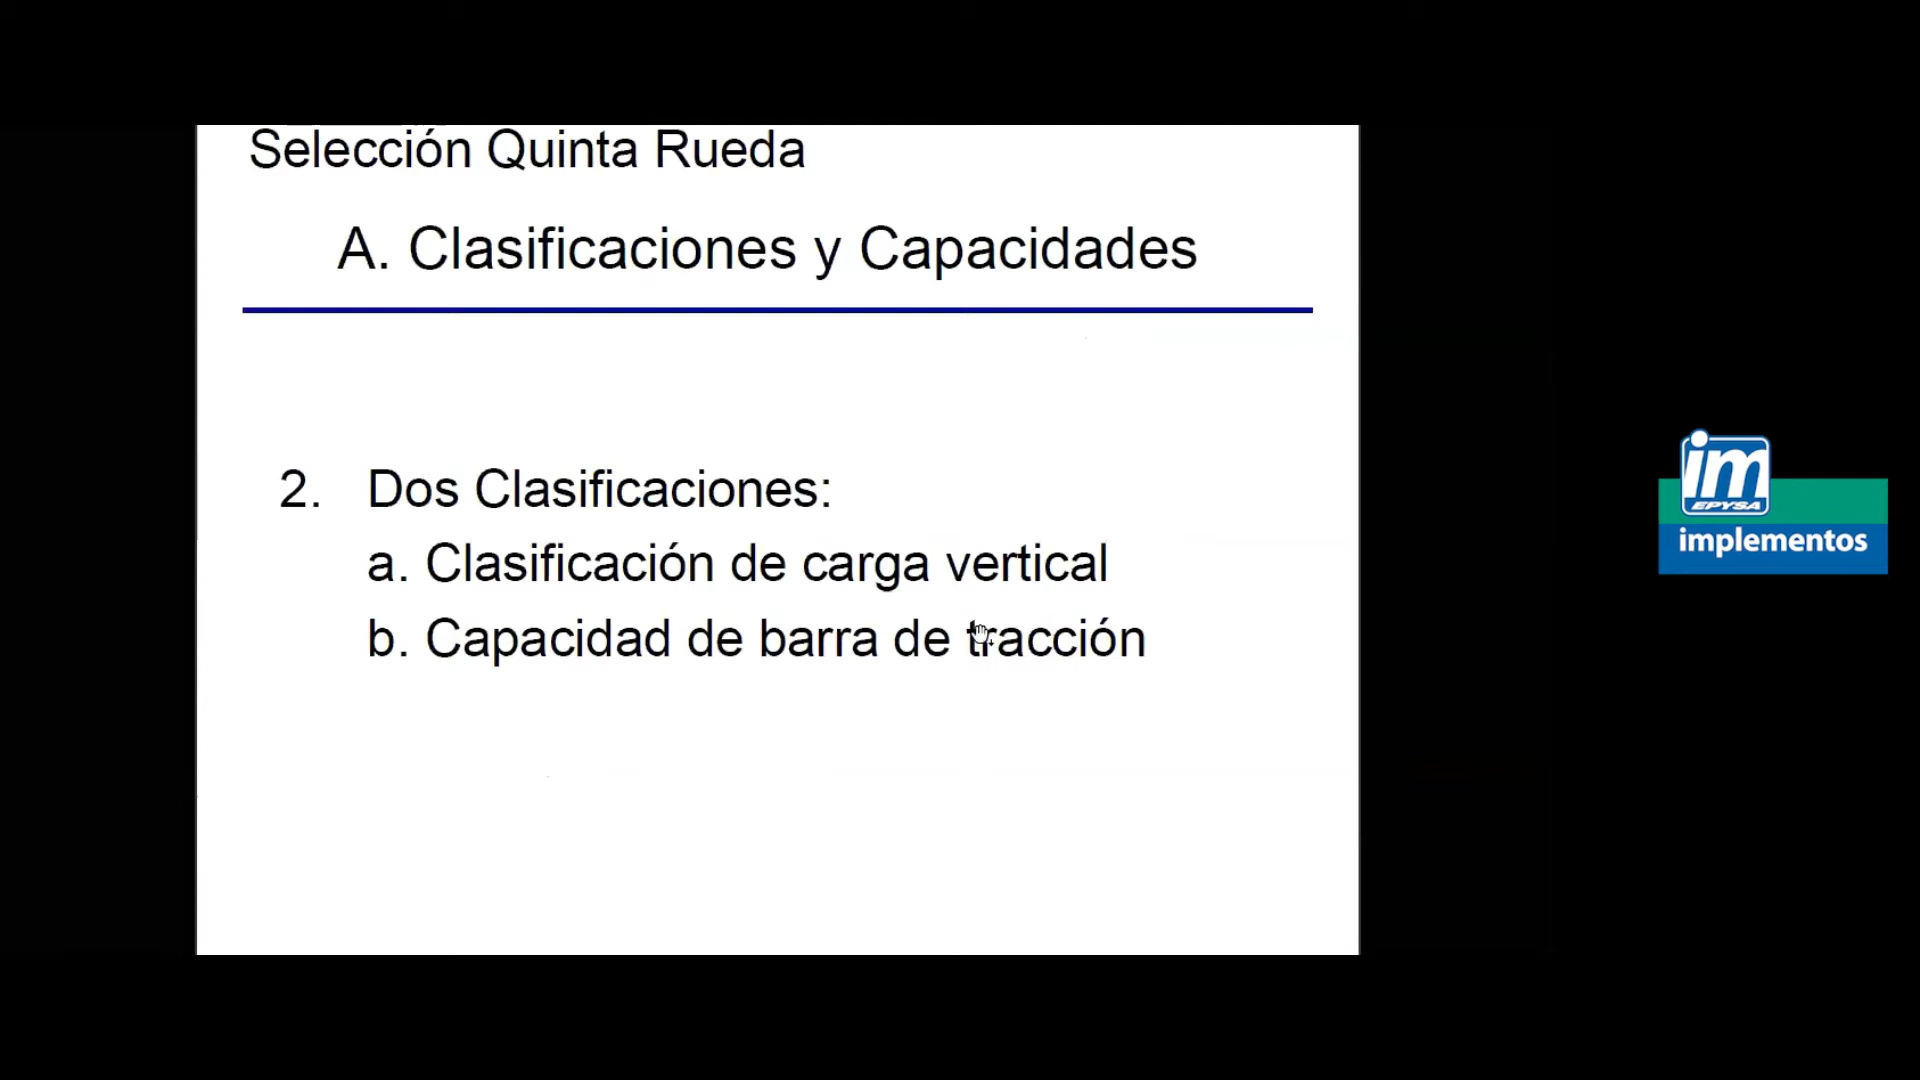 Selección Quinta Rueda
A. Clasificaciones y Capacidades
2. Dos Clasificaciones:
a. Clasificación de carga vertical
b. Capacidad de barra de tracción
im
EPYSA
implementos